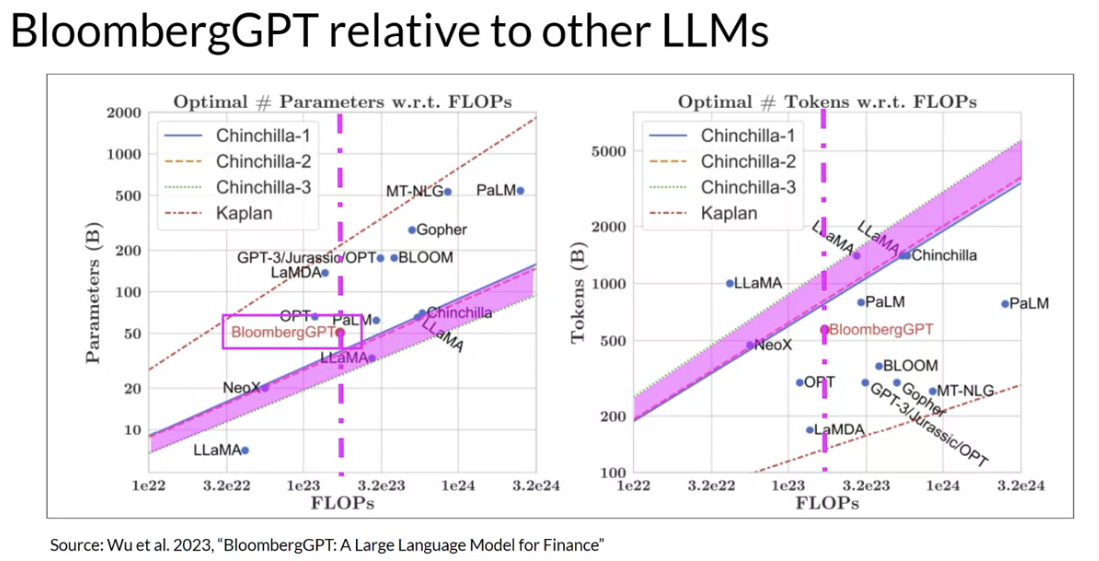 BloombergGPT relative to other LLMs
Optimal # Parameters w.r.t. FLOPs
Chinchilla-1
Chinchilla-2
Chinchilla-3
Kaplan
Parameters (B)
2000
1000
500
200
100
50
20
10
MT-NLG
PaLM
Gopher
GPT-3/Jurassic/OPT
BLOOM
LaMDA
OPT
PaLM
Chinchilla
BloombergGPT
LLaMA
LLaMA
NeoX
LLaMA
1e22
3.2e22
1e23
3.2e23
1e24
3.2e24
FLOPs
Optimal # Tokens w.r.t. FLOPs
Chinchilla-1
Chinchilla-2
Chinchilla-3
Kaplan
Tokens (B)
5000
2000
1000
500
200
100
LLaMA
LLaMA
Chinchilla
LLaMA
PaLM
PaLM
BloombergGPT
NeoX
BLOOM
OPT
GPT-3/Jurassic/OPT
Gopher
MT-NLG
LaMDA
1e22
3.2e22
1e23
3.2e23
1e24
3.2e24
FLOPs
Source: Wu et al. 2023, “BloombergGPT: A Large Language Model for Finance”